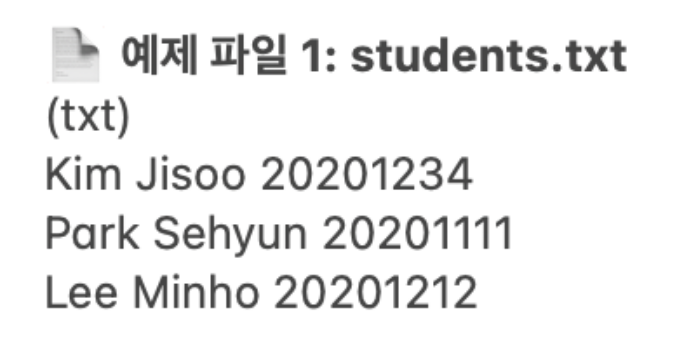 예제 파일 1: students.txt
(txt)
Kim Jisoo 20201234
Park Sehyun 20201111
Lee Minho 20201212